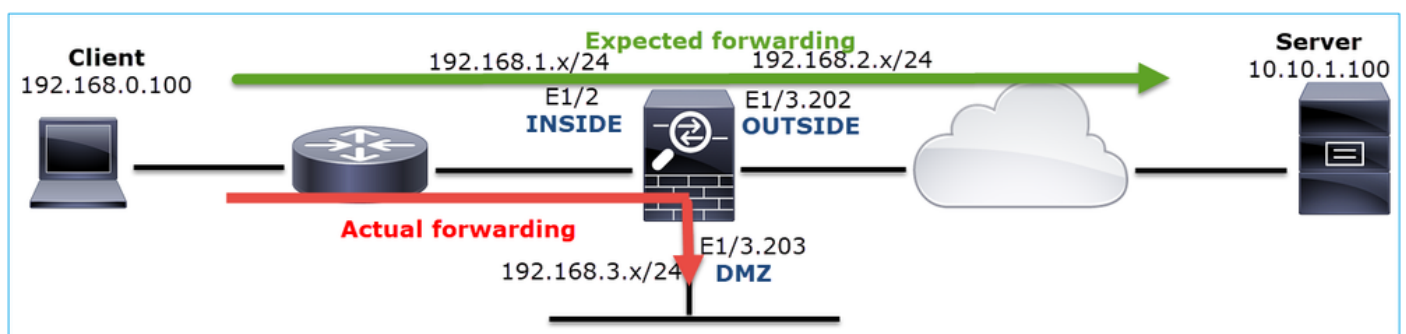 Expected forwarding
Client
192.168.0.100
192.168.1.x/24
192.168.2.x/24
Server
10.10.1.100
E1/2
INSIDE
E1/3.202
OUTSIDE
Actual forwarding
E1/3.203
192.168.3.x/24
DMZ